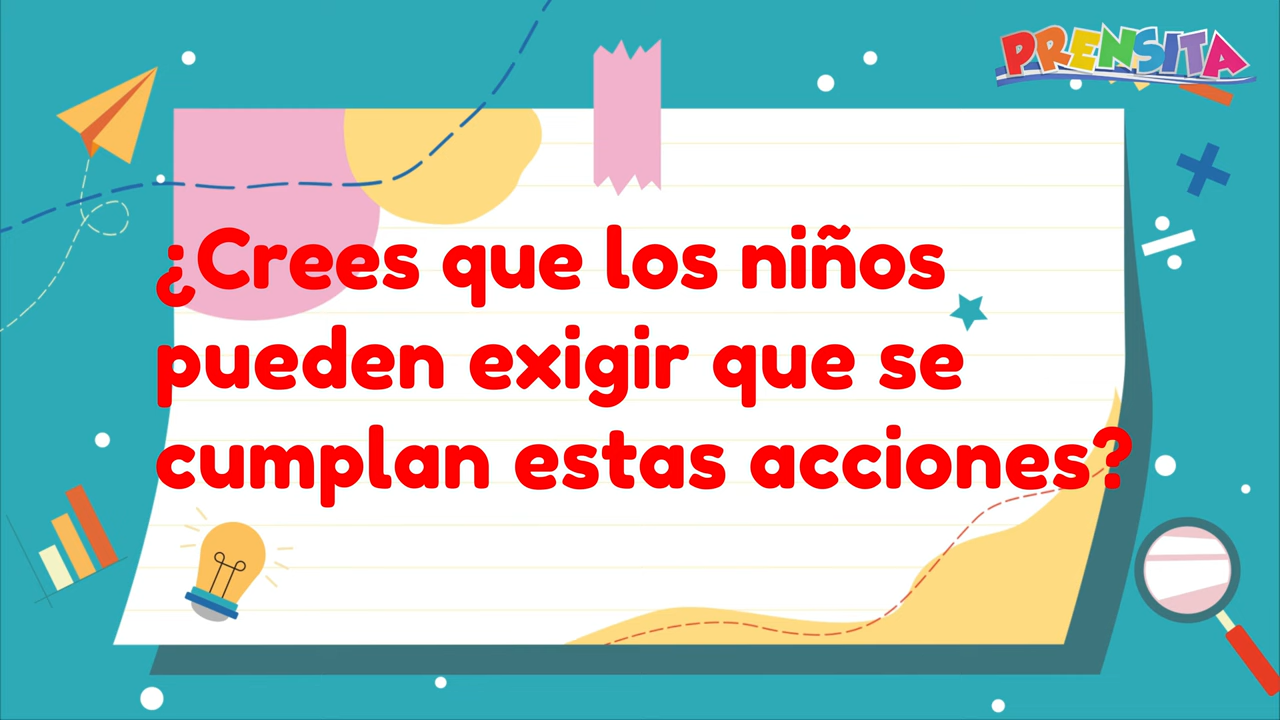 PRENSITA
¿Crees que los niños
pueden exigir que se
cumplan estas acciones?